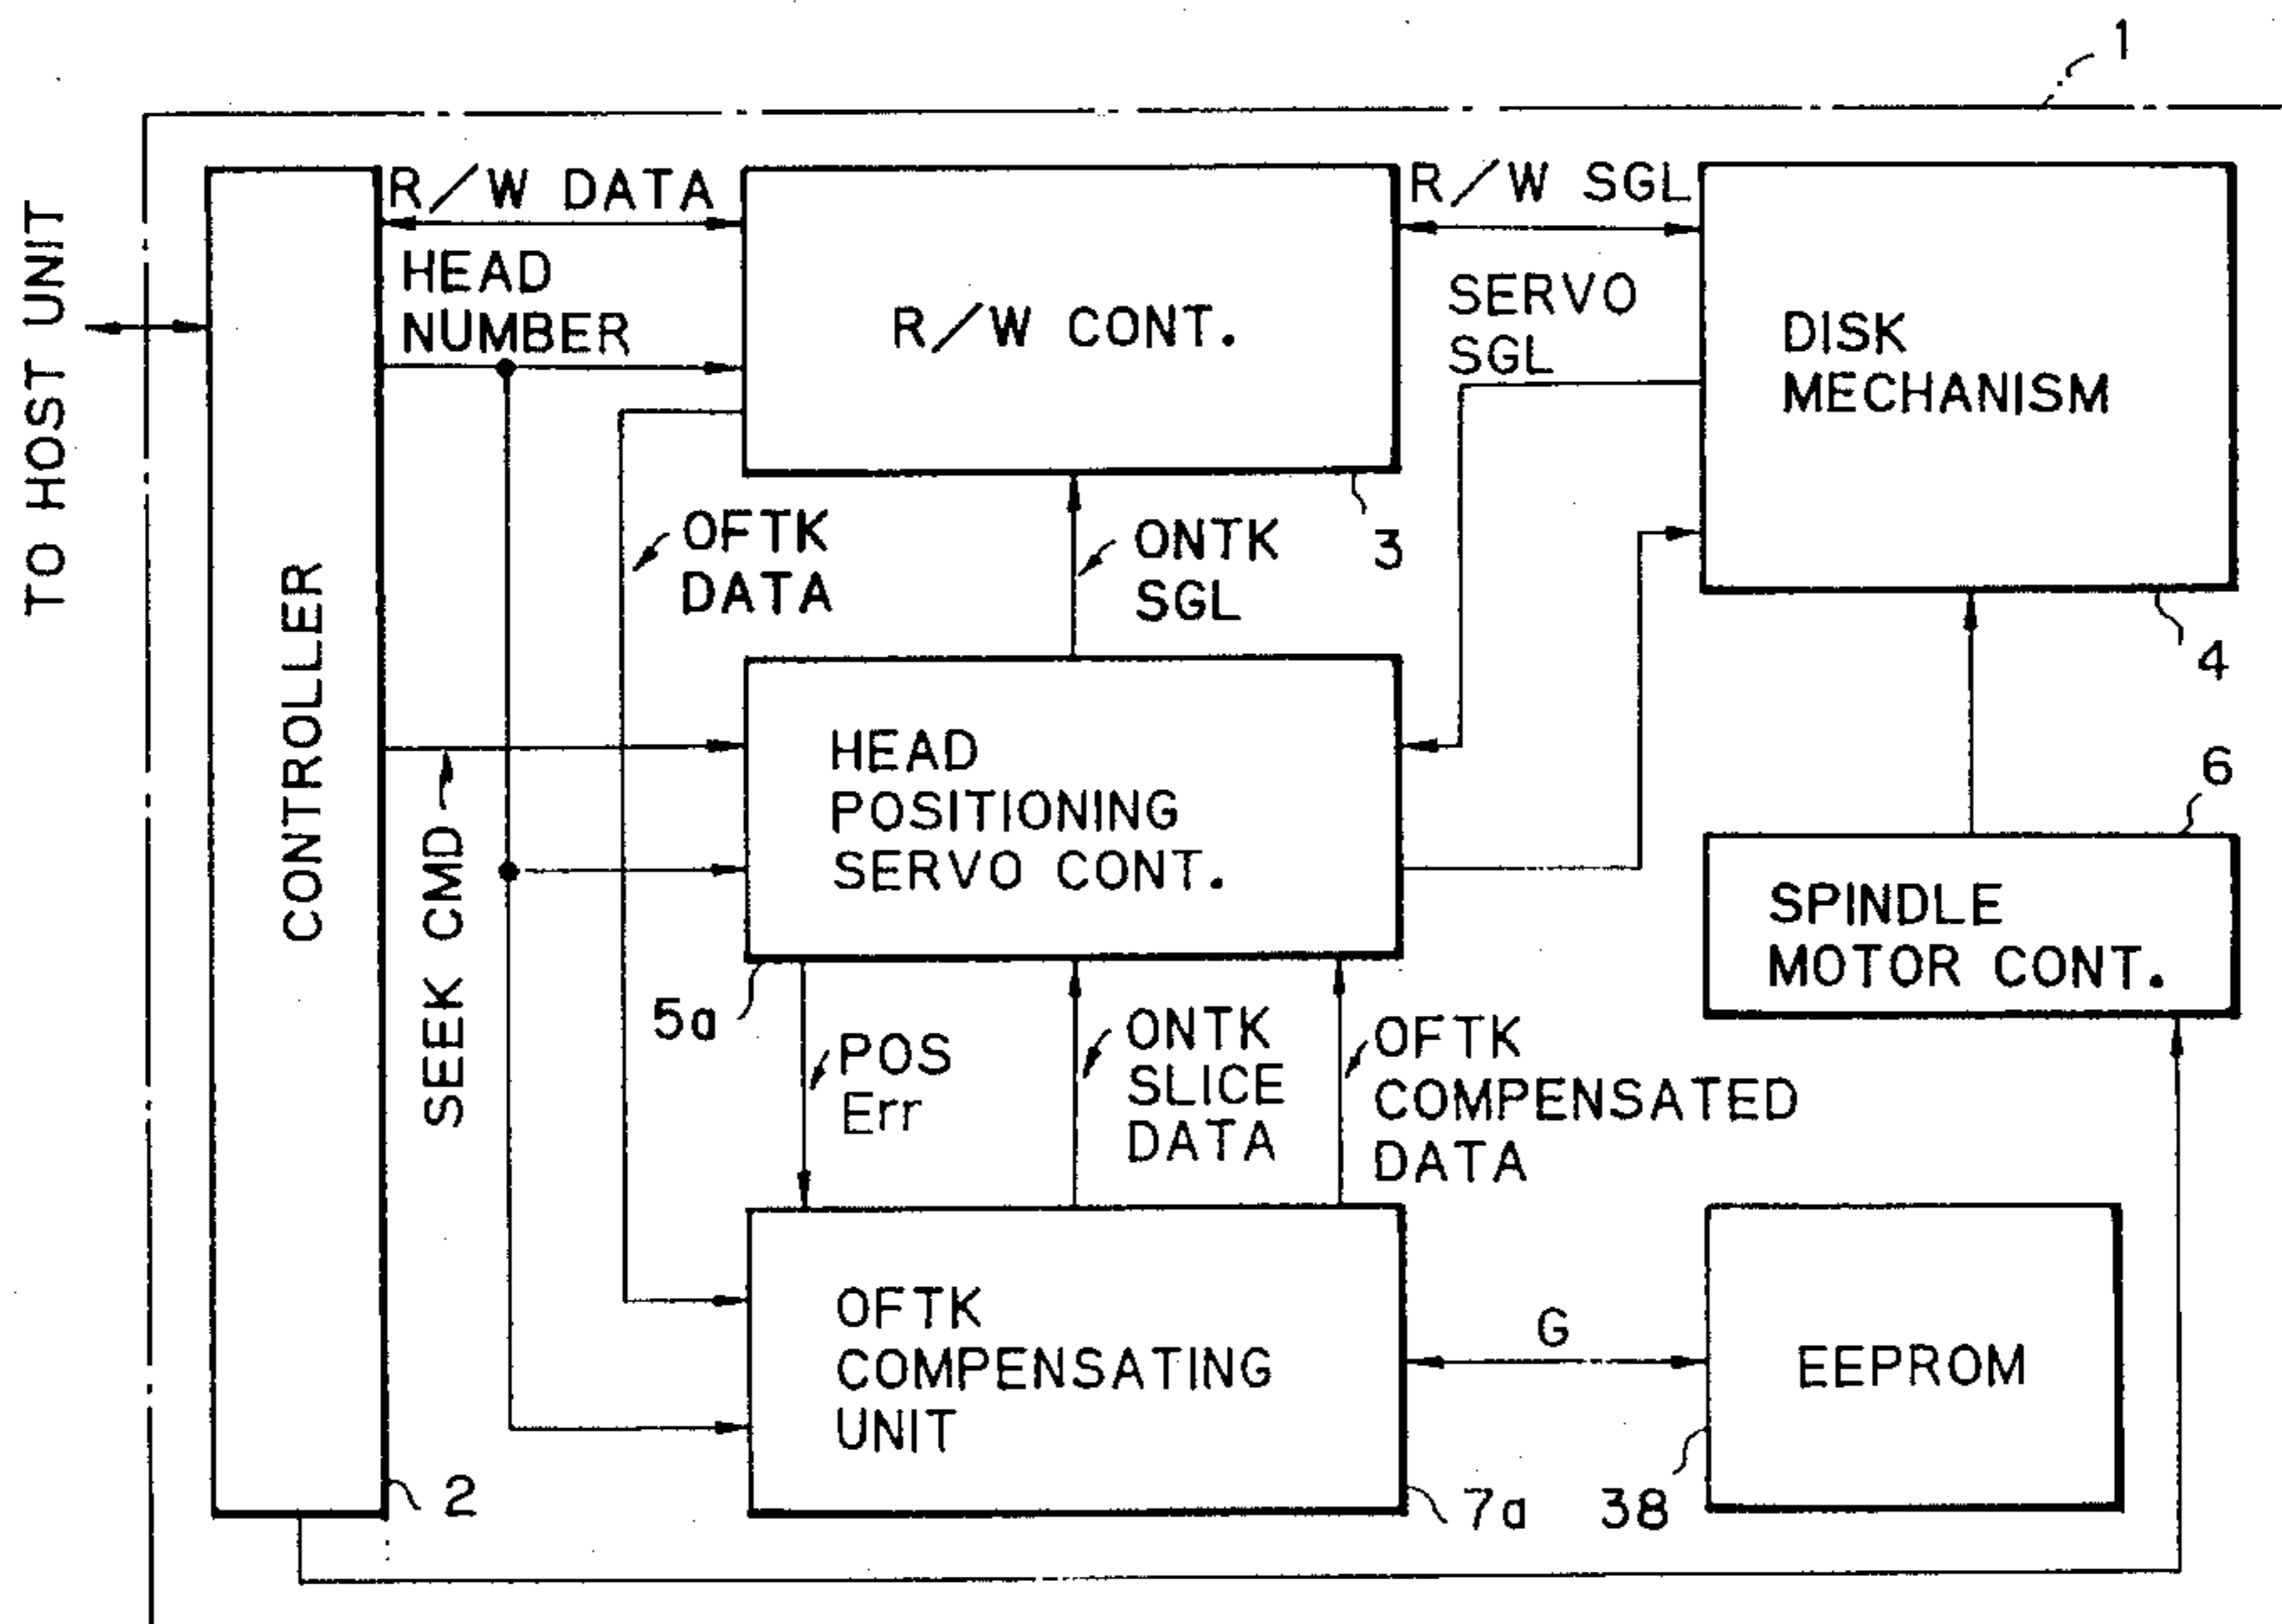 1
TO HOST UNIT
CONTROLLER
2
R/W DATA
HEAD
NUMBER
R/W CONT.
3
R/W SGL
SERVO
SGL
DISK
MECHANISM
4
OFTK
DATA
ONTK
SGL
SEEK CMD
HEAD
POSITIONING
SERVO CONT.
5a
6
SPINDLE
MOTOR CONT.
POS
Err
ONTK
SLICE
DATA
OFTK
COMPENSATED
DATA
OFTK
COMPENSATING
UNIT
7a
G
EEPROM
38